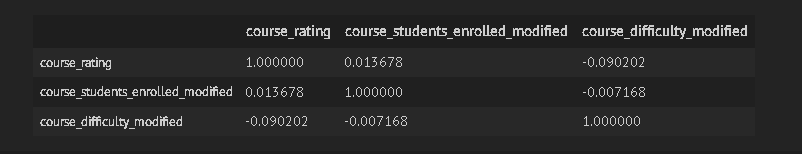 course_rating course_students_enrolled_modified course_difficulty_modified
course_rating 1.000000 0.013678 -0.090202
course_students_enrolled_modified 0.013678 1.000000 -0.007168
course_difficulty_modified -0.090202 -0.007168 1.000000